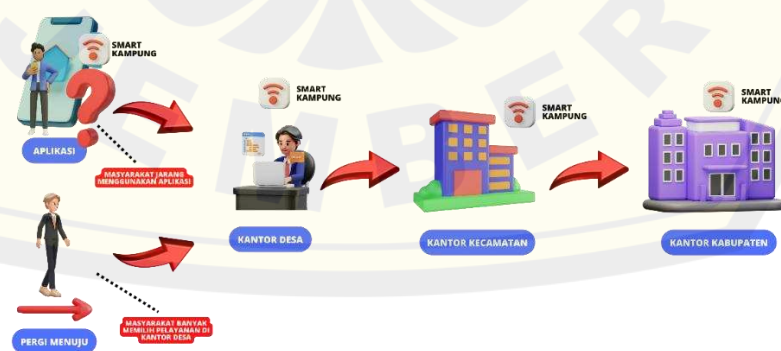 SMART
KAMPUNG
APLIKASI
MASYARAKAT JARANG
MENGGUNAKAN APLIKASI
SMART
KAMPUNG
KANTOR DESA
SMART
KAMPUNG
KANTOR KECAMATAN
SMART
KAMPUNG
KANTOR KABUPATEN
PERGI MENUJU
MASYARAKAT BANYAK
MEMILIH PELAYANAN DI
KANTOR DESA
EMBER